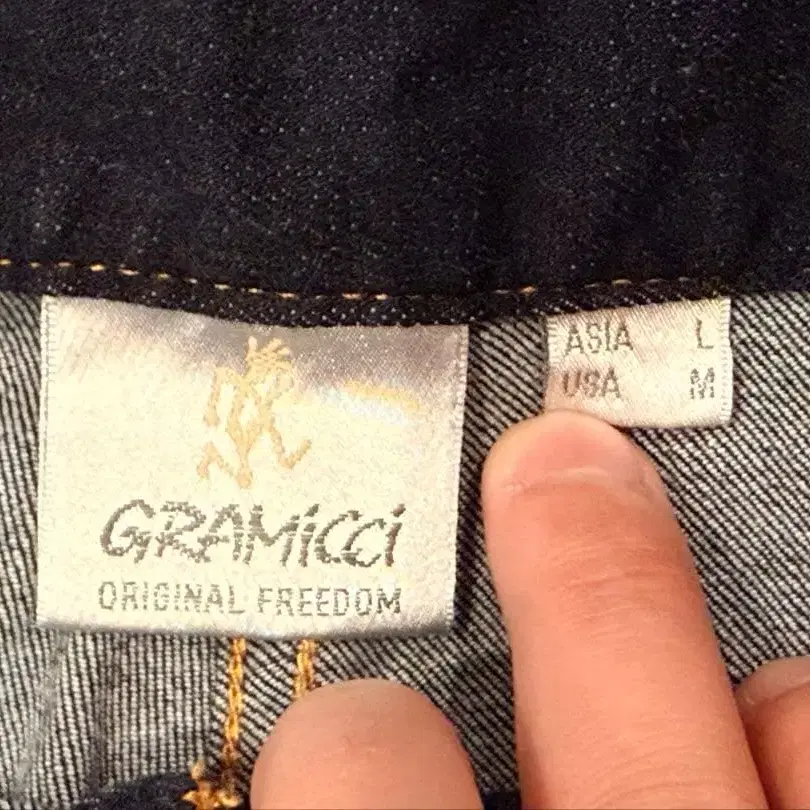 GRAMiCCi
ORIGINAL FREEDOM
ASIA L
USA M